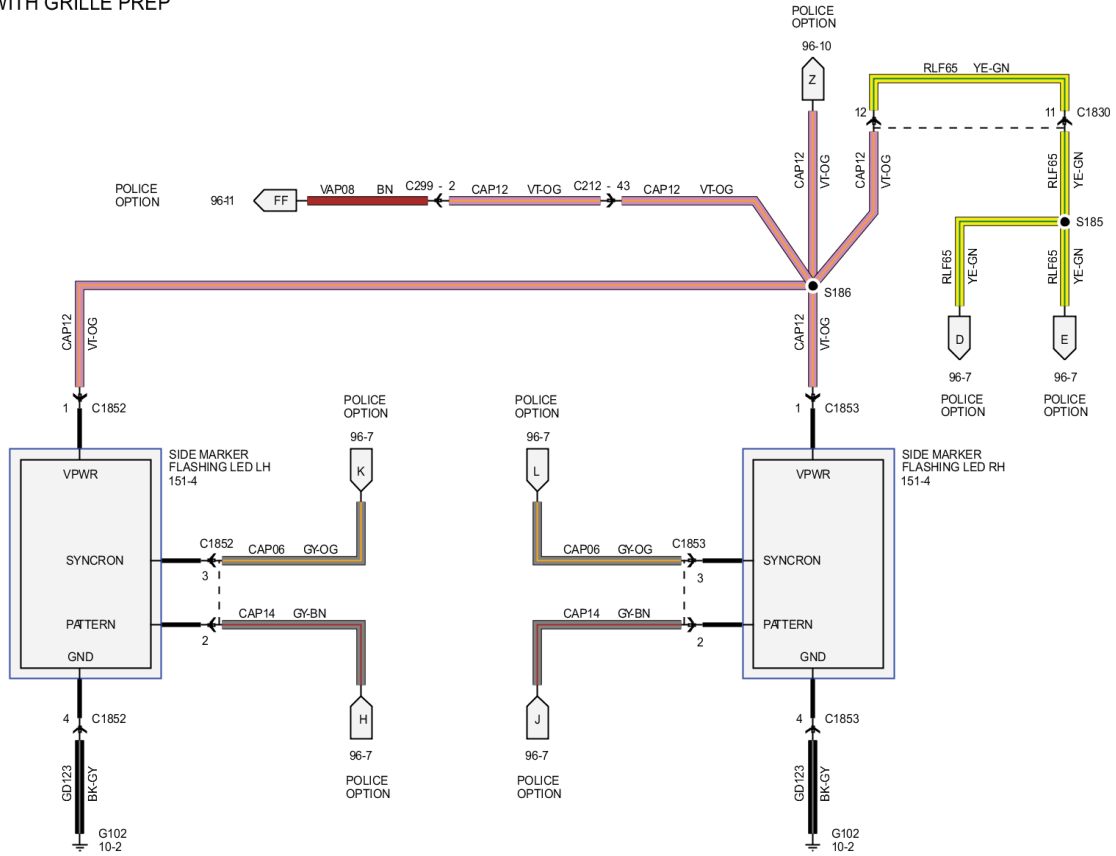 WITH GRILLE PREP
POLICE
OPTION
96-10
Z
RLF65 YE-GN
12
11
C1830
CAP12
VT-OG
CAP12
VT-OG
RLF65
YE-GN
POLICE
OPTION
96-11
FF
VAP08 BN
C299 - 2
CAP12 VT-OG
C212 - 43
CAP12 VT-OG
S185
RLF65
YE-GN
RLF65
YE-GN
S186
CAP12
VT-OG
CAP12
VT-OG
D
E
96-7
96-7
POLICE
OPTION
POLICE
OPTION
1
C1852
POLICE
OPTION
96-7
K
POLICE
OPTION
96-7
L
1
C1853
SIDE MARKER
FLASHING LED LH
151-4
VPWR
SYNCRON
PATTERN
GND
C1852
3
CAP06 GY-OG
2
CAP14 GY-BN
H
96-7
POLICE
OPTION
CAP06 GY-OG
C1853
3
CAP14 GY-BN
2
J
96-7
POLICE
OPTION
SIDE MARKER
FLASHING LED RH
151-4
VPWR
SYNCRON
PATTERN
GND
4
C1852
GD123
BK-GY
G102
10-2
4
C1853
GD123
BK-GY
G102
10-2